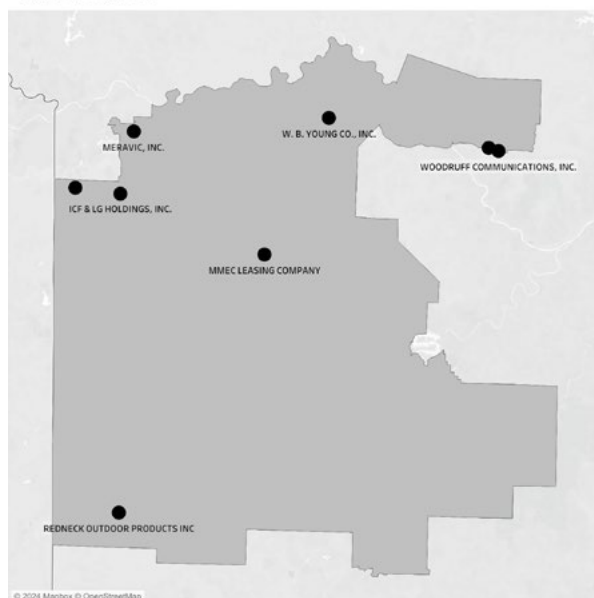 W. B. YOUNG CO., INC.
MERAVIC, INC.
WOODRUFF COMMUNICATIONS, INC.
ICF & LG HOLDINGS, INC.
MMEC LEASING COMPANY
REDNECK OUTDOOR PRODUCTS INC
© 2024 Mapbox © OpenStreetMap